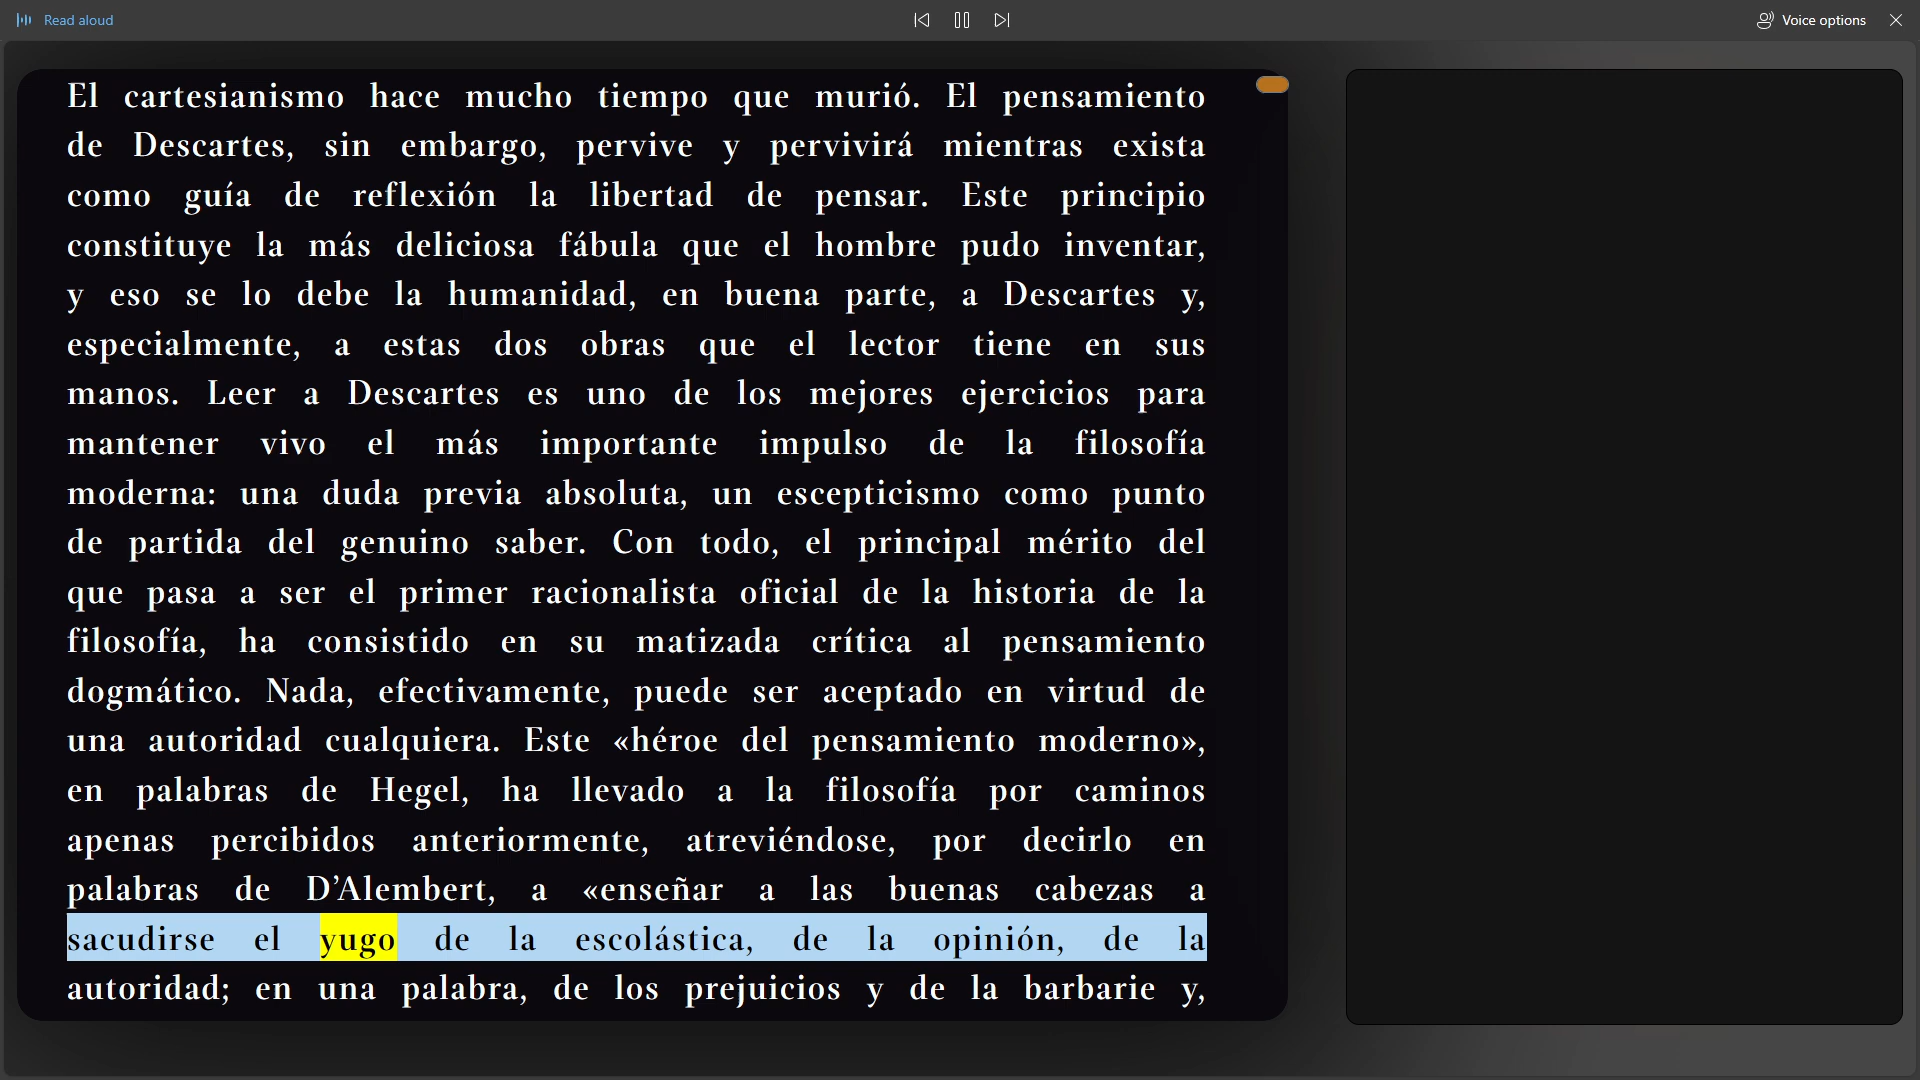 Read aloud
Voice options
El cartesianismo hace mucho tiempo que murió. El pensamiento
de Descartes, sin embargo, pervive y pervivirá mientras exista
como guía de reflexión la libertad de pensar. Este principio
constituye la más deliciosa fábula que el hombre pudo inventar,
y eso se lo debe la humanidad, en buena parte, a Descartes y,
especialmente, a estas dos obras que el lector tiene en sus
manos. Leer a Descartes es uno de los mejores ejercicios para
mantener vivo el más importante impulso de la filosofía
moderna: una duda previa absoluta, un escepticismo como punto
de partida del genuino saber. Con todo, el principal mérito del
que pasa a ser el primer racionalista oficial de la historia de la
filosofía, ha consistido en su matizada crítica al pensamiento
dogmático. Nada, efectivamente, puede ser aceptado en virtud de
una autoridad cualquiera. Este «héroe del pensamiento moderno»,
en palabras de Hegel, ha llevado a la filosofía por caminos
apenas percibidos anteriormente, atreviéndose, por decirlo en
palabras de D’Alembert, a «enseñar a las buenas cabezas a
sacudirse el yugo de la escolástica, de la opinión, de la
autoridad; en una palabra, de los prejuicios y de la barbarie y,